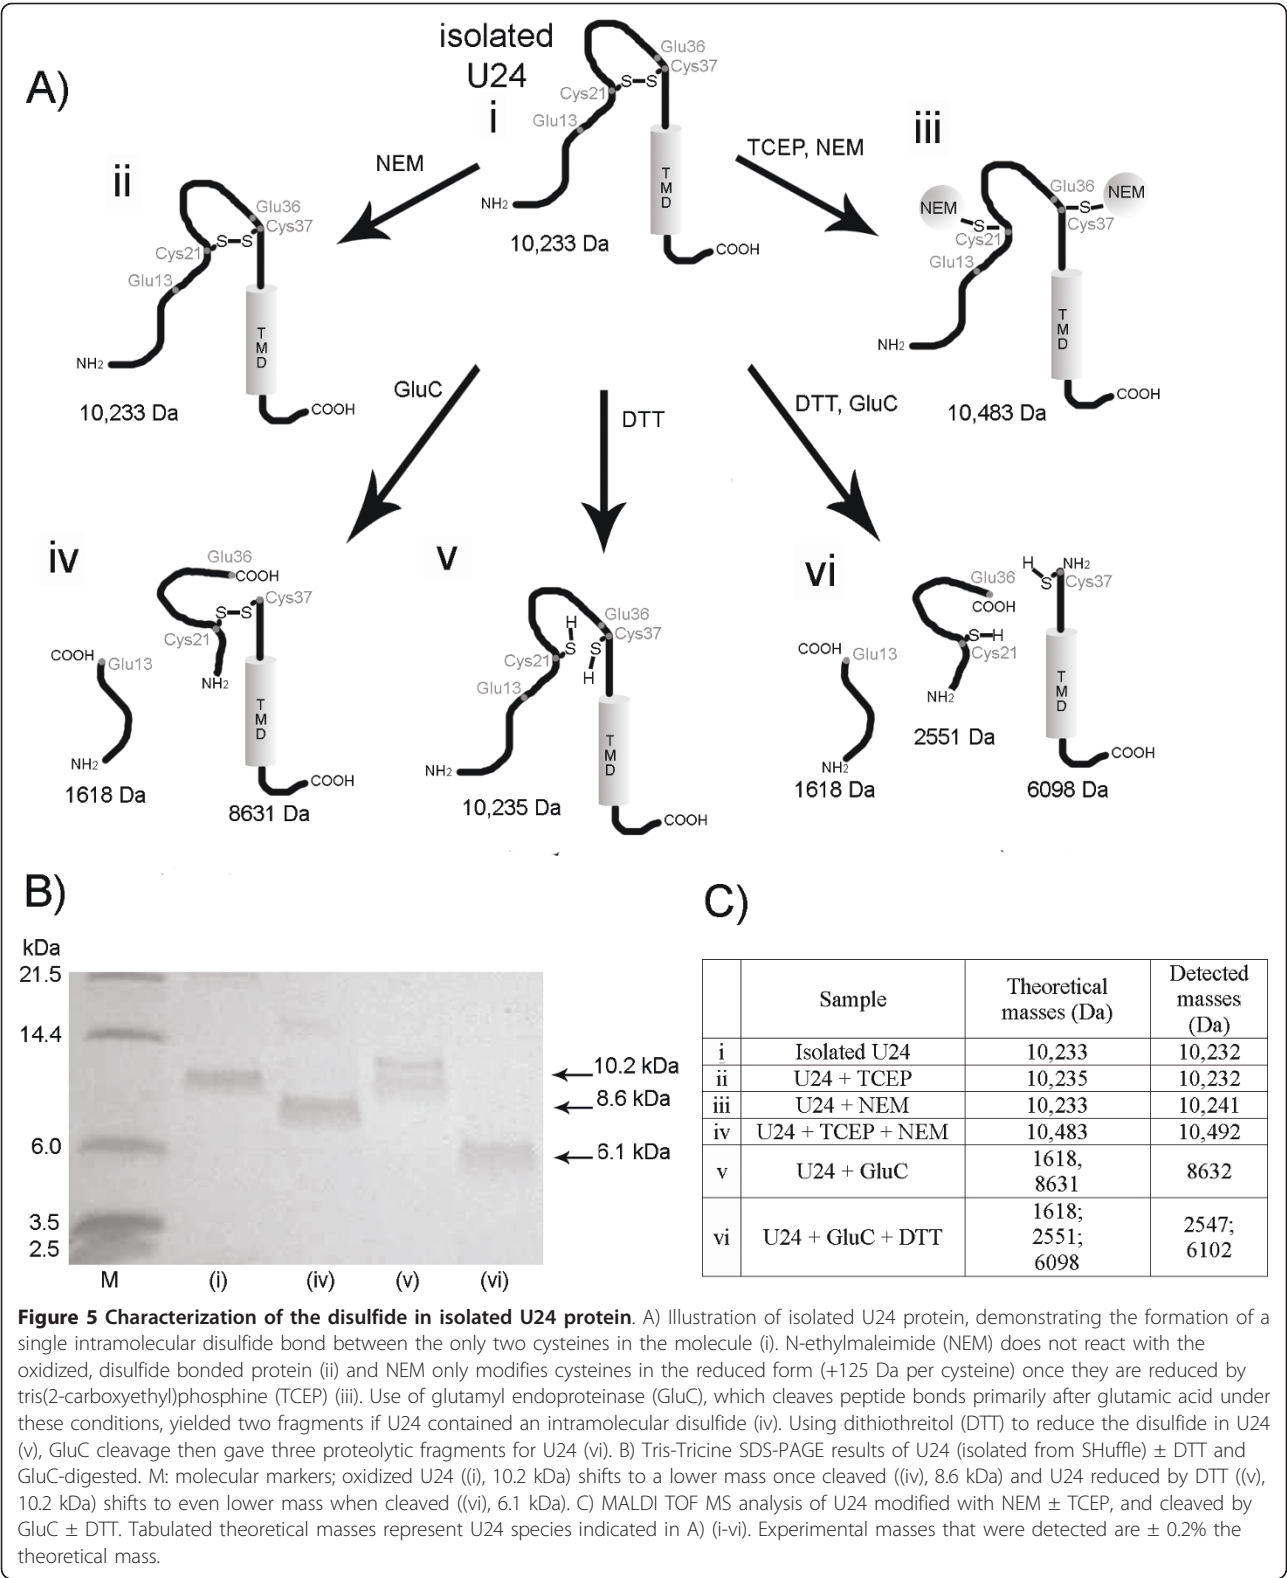 A)
isolated
U24
i
Glu36
Cys37
S–S
Cys21
Glu13
TMD
NH2
COOH
10,233 Da
NEM
TCEP, NEM
ii
Glu36
Cys37
S–S
Cys21
Glu13
TMD
NH2
COOH
10,233 Da
iii
NEM
Glu36
NEM
S
S
Cys21
Cys37
Glu13
TMD
NH2
COOH
10,483 Da
GluC
DTT
DTT, GluC
iv
Glu36
COOH
Cys37
S–S
Cys21
COOH
Glu13
NH2
TMD
NH2
COOH
1618 Da
8631 Da
v
Glu36
H
Cys37
S
S
Cys21
H
Glu13
TMD
NH2
COOH
10,235 Da
vi
H
NH2
Glu36
S
Cys37
COOH
S–H
COOH
Cys21
Glu13
NH2
TMD
2551 Da
NH2
COOH
1618 Da
6098 Da
B)
kDa
21.5
14.4
6.0
3.5
2.5
10.2 kDa
8.6 kDa
6.1 kDa
M (i) (iv) (v) (vi)
C)
Sample Theoretical masses (Da) Detected masses (Da)
i Isolated U24 10,233 10,232
ii U24 + TCEP 10,235 10,232
iii U24 + NEM 10,233 10,241
iv U24 + TCEP + NEM 10,483 10,492
v U24 + GluC 1618, 8631 8632
vi U24 + GluC + DTT 1618; 2551; 6098 2547; 6102
Figure 5 Characterization of the disulfide in isolated U24 protein. A) Illustration of isolated U24 protein, demonstrating the formation of a
single intramolecular disulfide bond between the only two cysteines in the molecule (i). N-ethylmaleimide (NEM) does not react with the
oxidized, disulfide bonded protein (ii) and NEM only modifies cysteines in the reduced form (+125 Da per cysteine) once they are reduced by
tris(2-carboxyethyl)phosphine (TCEP) (iii). Use of glutamyl endoproteinase (GluC), which cleaves peptide bonds primarily after glutamic acid under
these conditions, yielded two fragments if U24 contained an intramolecular disulfide (iv). Using dithiothreitol (DTT) to reduce the disulfide in U24
(v), GluC cleavage then gave three proteolytic fragments for U24 (vi). B) Tris-Tricine SDS-PAGE results of U24 (isolated from SHuffle) ± DTT and
GluC-digested. M: molecular markers; oxidized U24 ((i), 10.2 kDa) shifts to a lower mass once cleaved ((iv), 8.6 kDa) and U24 reduced by DTT ((v),
10.2 kDa) shifts to even lower mass when cleaved ((vi), 6.1 kDa). C) MALDI TOF MS analysis of U24 modified with NEM ± TCEP, and cleaved by
GluC ± DTT. Tabulated theoretical masses represent U24 species indicated in A) (i-vi). Experimental masses that were detected are ± 0.2% the
theoretical mass.